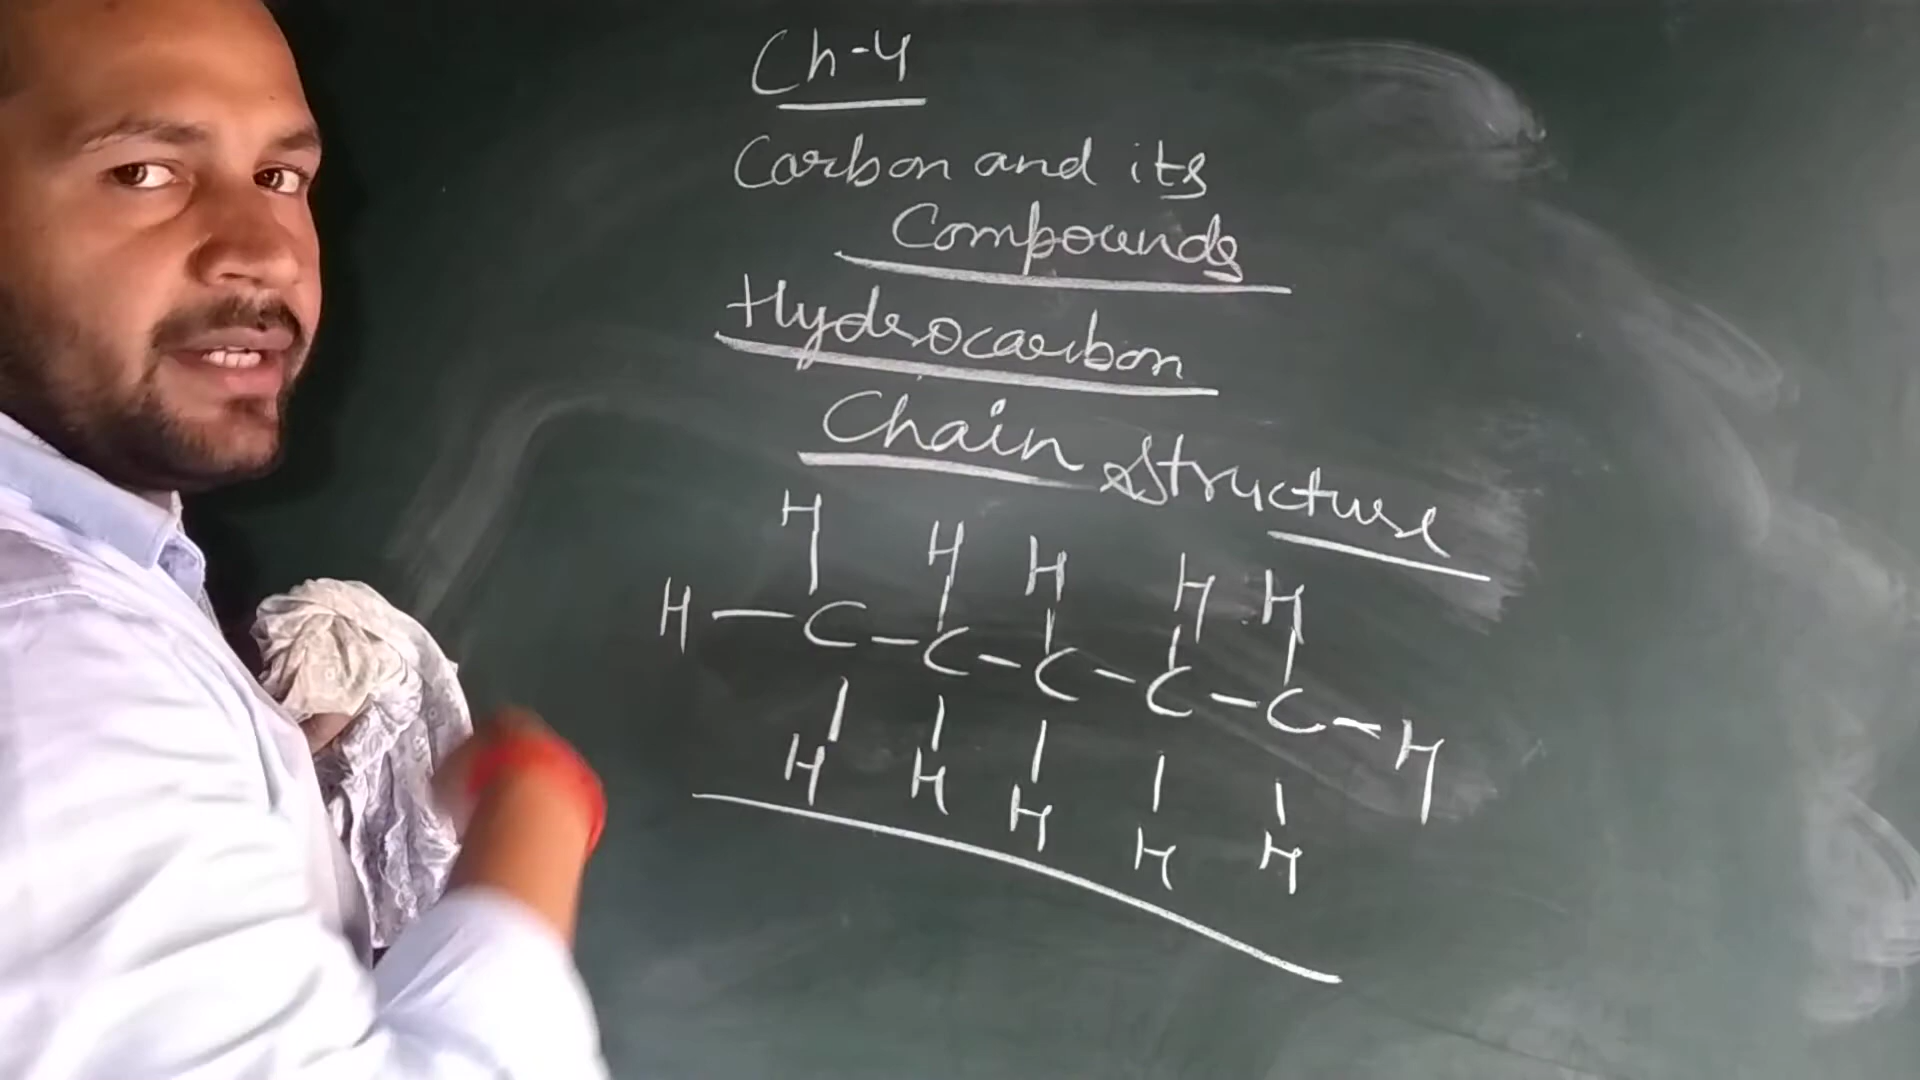 Ch-4
Carbon and its
Compounds
Hydrocarbon
Chain Structure
H H H H H
H—C—C—C—C—C—H
H H H H H